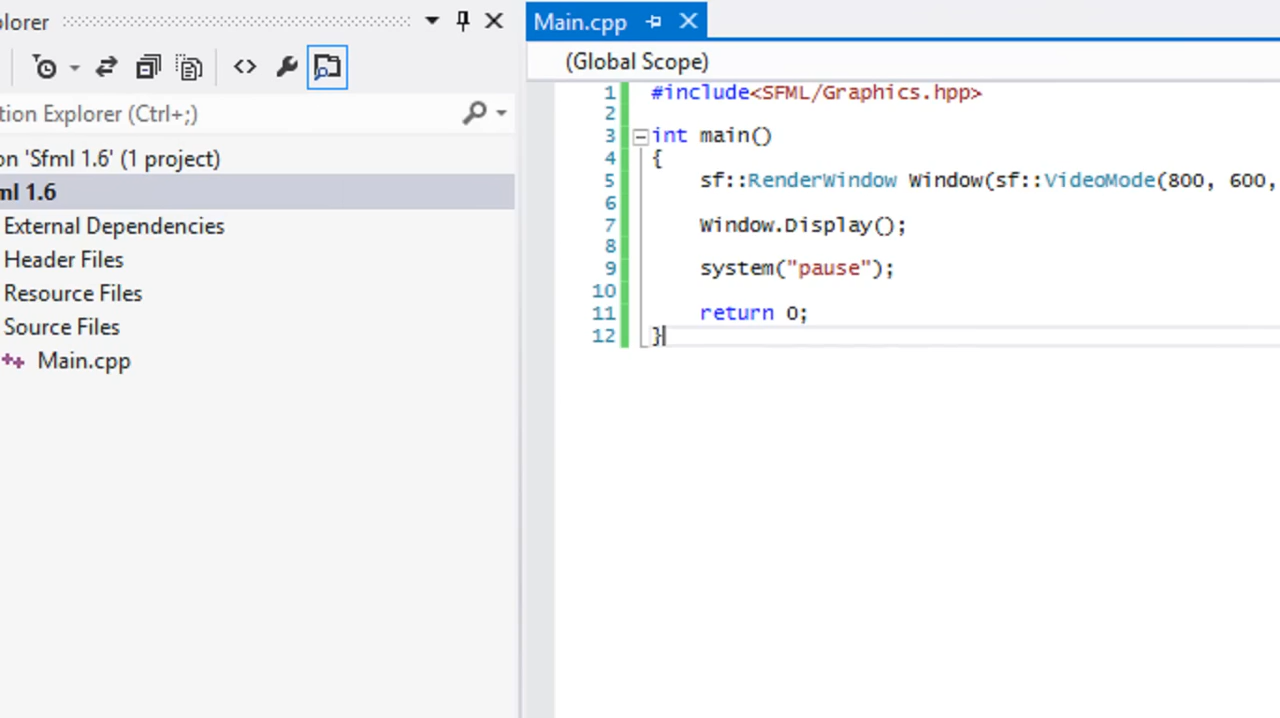 olorer
tion Explorer (Ctrl+;)
on 'Sfml 1.6' (1 project)
ml 1.6
External Dependencies
Header Files
Resource Files
Source Files
Main.cpp
Main.cpp
(Global Scope)
1 #include<SFML/Graphics.hpp>
2
3 int main()
4 {
5 sf::RenderWindow Window(sf::VideoMode(800, 600,
6
7 Window.Display();
8
9 system("pause");
10
11 return 0;
12 }